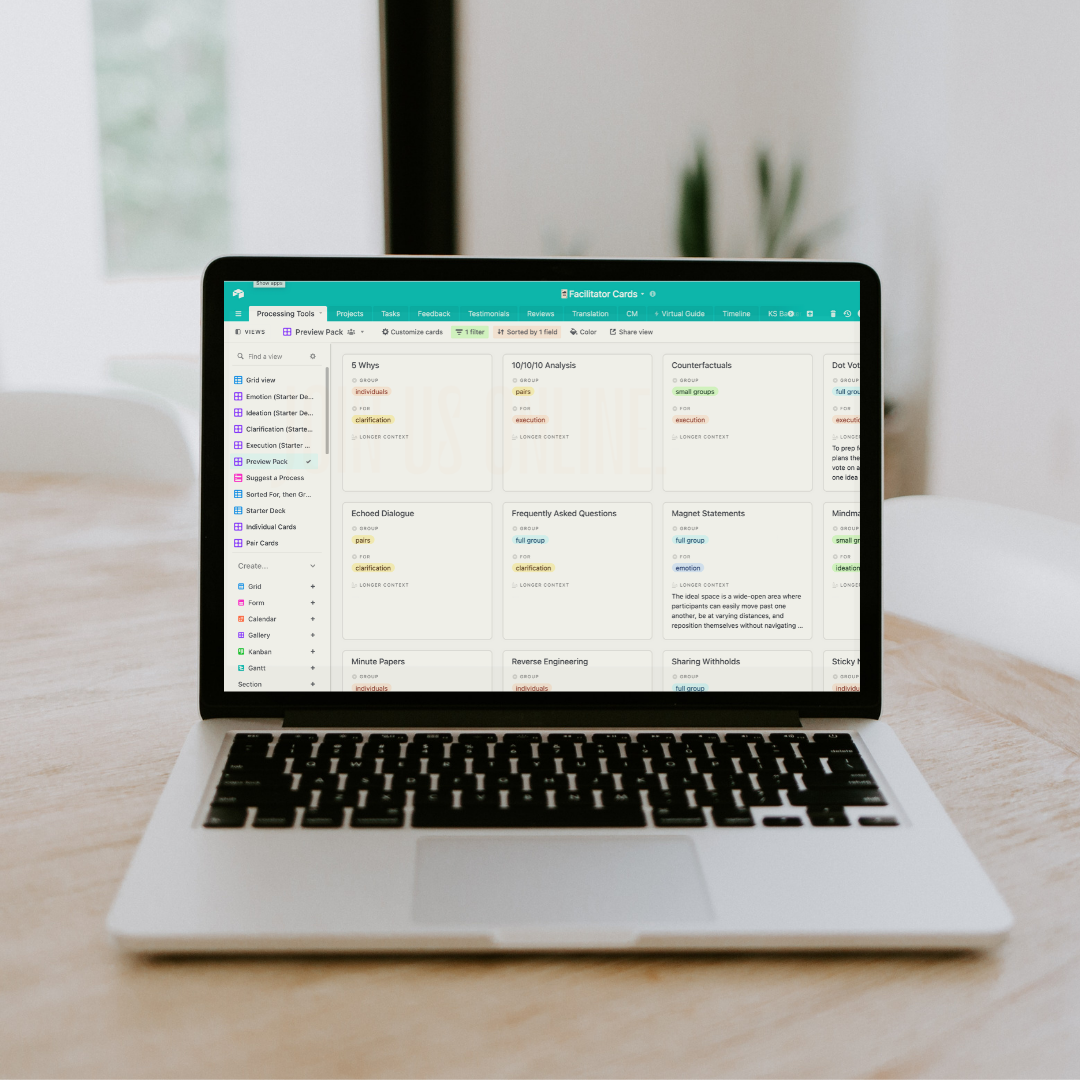 Show apps
Facilitator Cards
Processing Tools Projects Tasks Feedback Testimonials Reviews Translation CM + Virtual Guide Timeline KS Ba
VIEWS Preview Pack Customize cards 1 filter Sorted by 1 field Color Share view
Find a view
Grid view
Emotion (Starter De...
Ideation (Starter De...
Clarification (Starte...
Execution (Starter ...
Preview Pack
Suggest a Process
Sorted For, then Gr...
Starter Deck
Individual Cards
Pair Cards
Create...
Grid +
Form +
Calendar +
Gallery +
Kanban +
Gantt +
Section +
5 Whys
GROUP
individuals
FOR
clarification
LONGER CONTEXT
10/10/10 Analysis
GROUP
pairs
FOR
execution
LONGER CONTEXT
Counterfactuals
GROUP
small groups
FOR
execution
LONGER CONTEXT
Dot Vot
GROUP
full grou
FOR
executio
LONGE
To prep f
plans the
vote on a
one idea
Echoed Dialogue
GROUP
pairs
FOR
clarification
LONGER CONTEXT
Frequently Asked Questions
GROUP
full group
FOR
clarification
LONGER CONTEXT
Magnet Statements
GROUP
full group
FOR
emotion
LONGER CONTEXT
The ideal space is a wide-open area where
participants can easily move past one
another, be at varying distances, and
reposition themselves without navigating ...
Mindma
GROUP
small gr
FOR
ideation
LONGE
Minute Papers
GROUP
individuals
Reverse Engineering
GROUP
individuals
Sharing Withholds
GROUP
full group
Sticky N
GROUP
individu